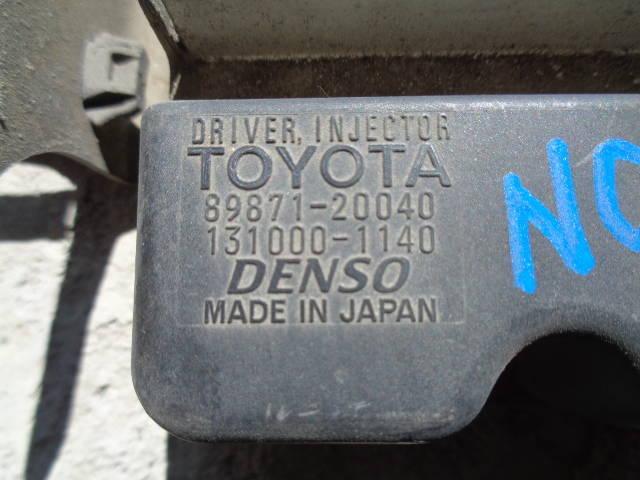 DRIVER, INJECTOR
TOYOTA
89871-20040
131000-1140
DENSO
MADE IN JAPAN